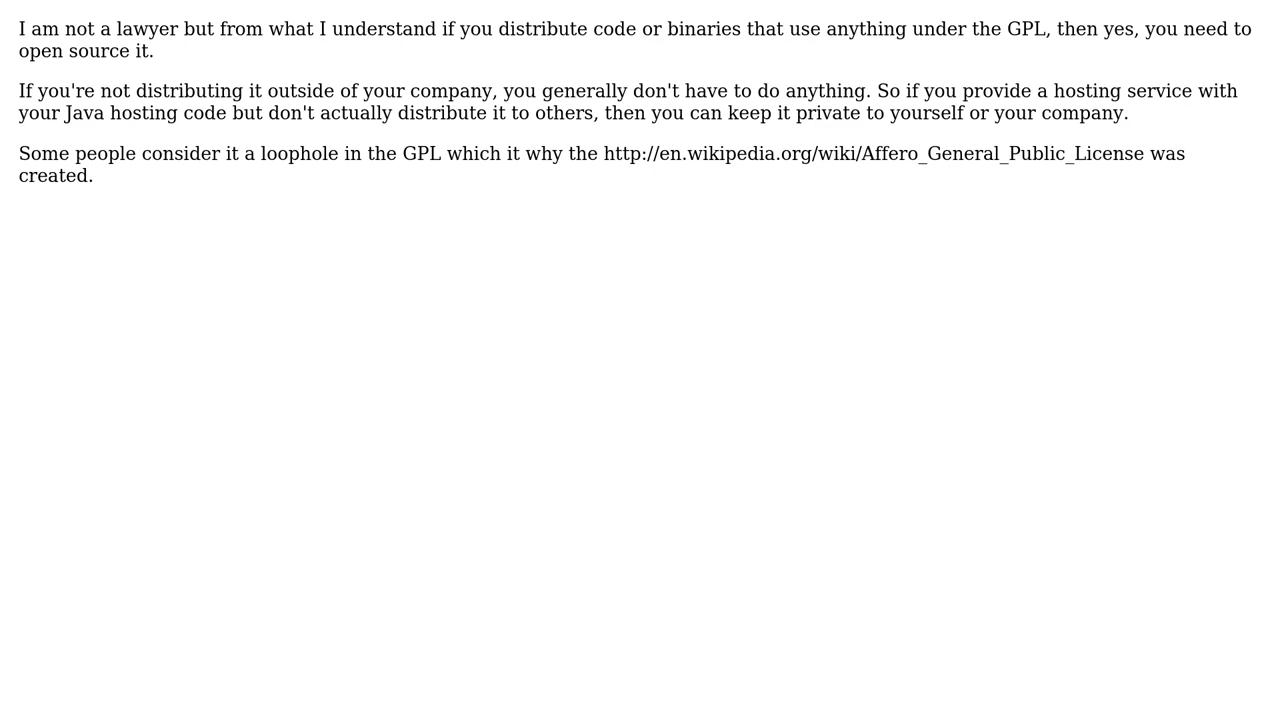 I am not a lawyer but from what I understand if you distribute code or binaries that use anything under the GPL, then yes, you need to
open source it.
If you're not distributing it outside of your company, you generally don't have to do anything. So if you provide a hosting service with
your Java hosting code but don't actually distribute it to others, then you can keep it private to yourself or your company.
Some people consider it a loophole in the GPL which it why the http://en.wikipedia.org/wiki/Affero_General_Public_License was
created.